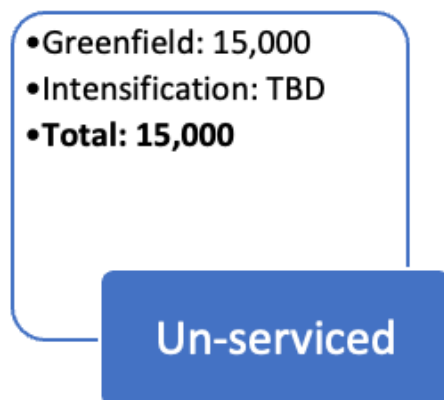 •Greenfield: 15,000
•Intensification: TBD
•Total: 15,000
Un-serviced